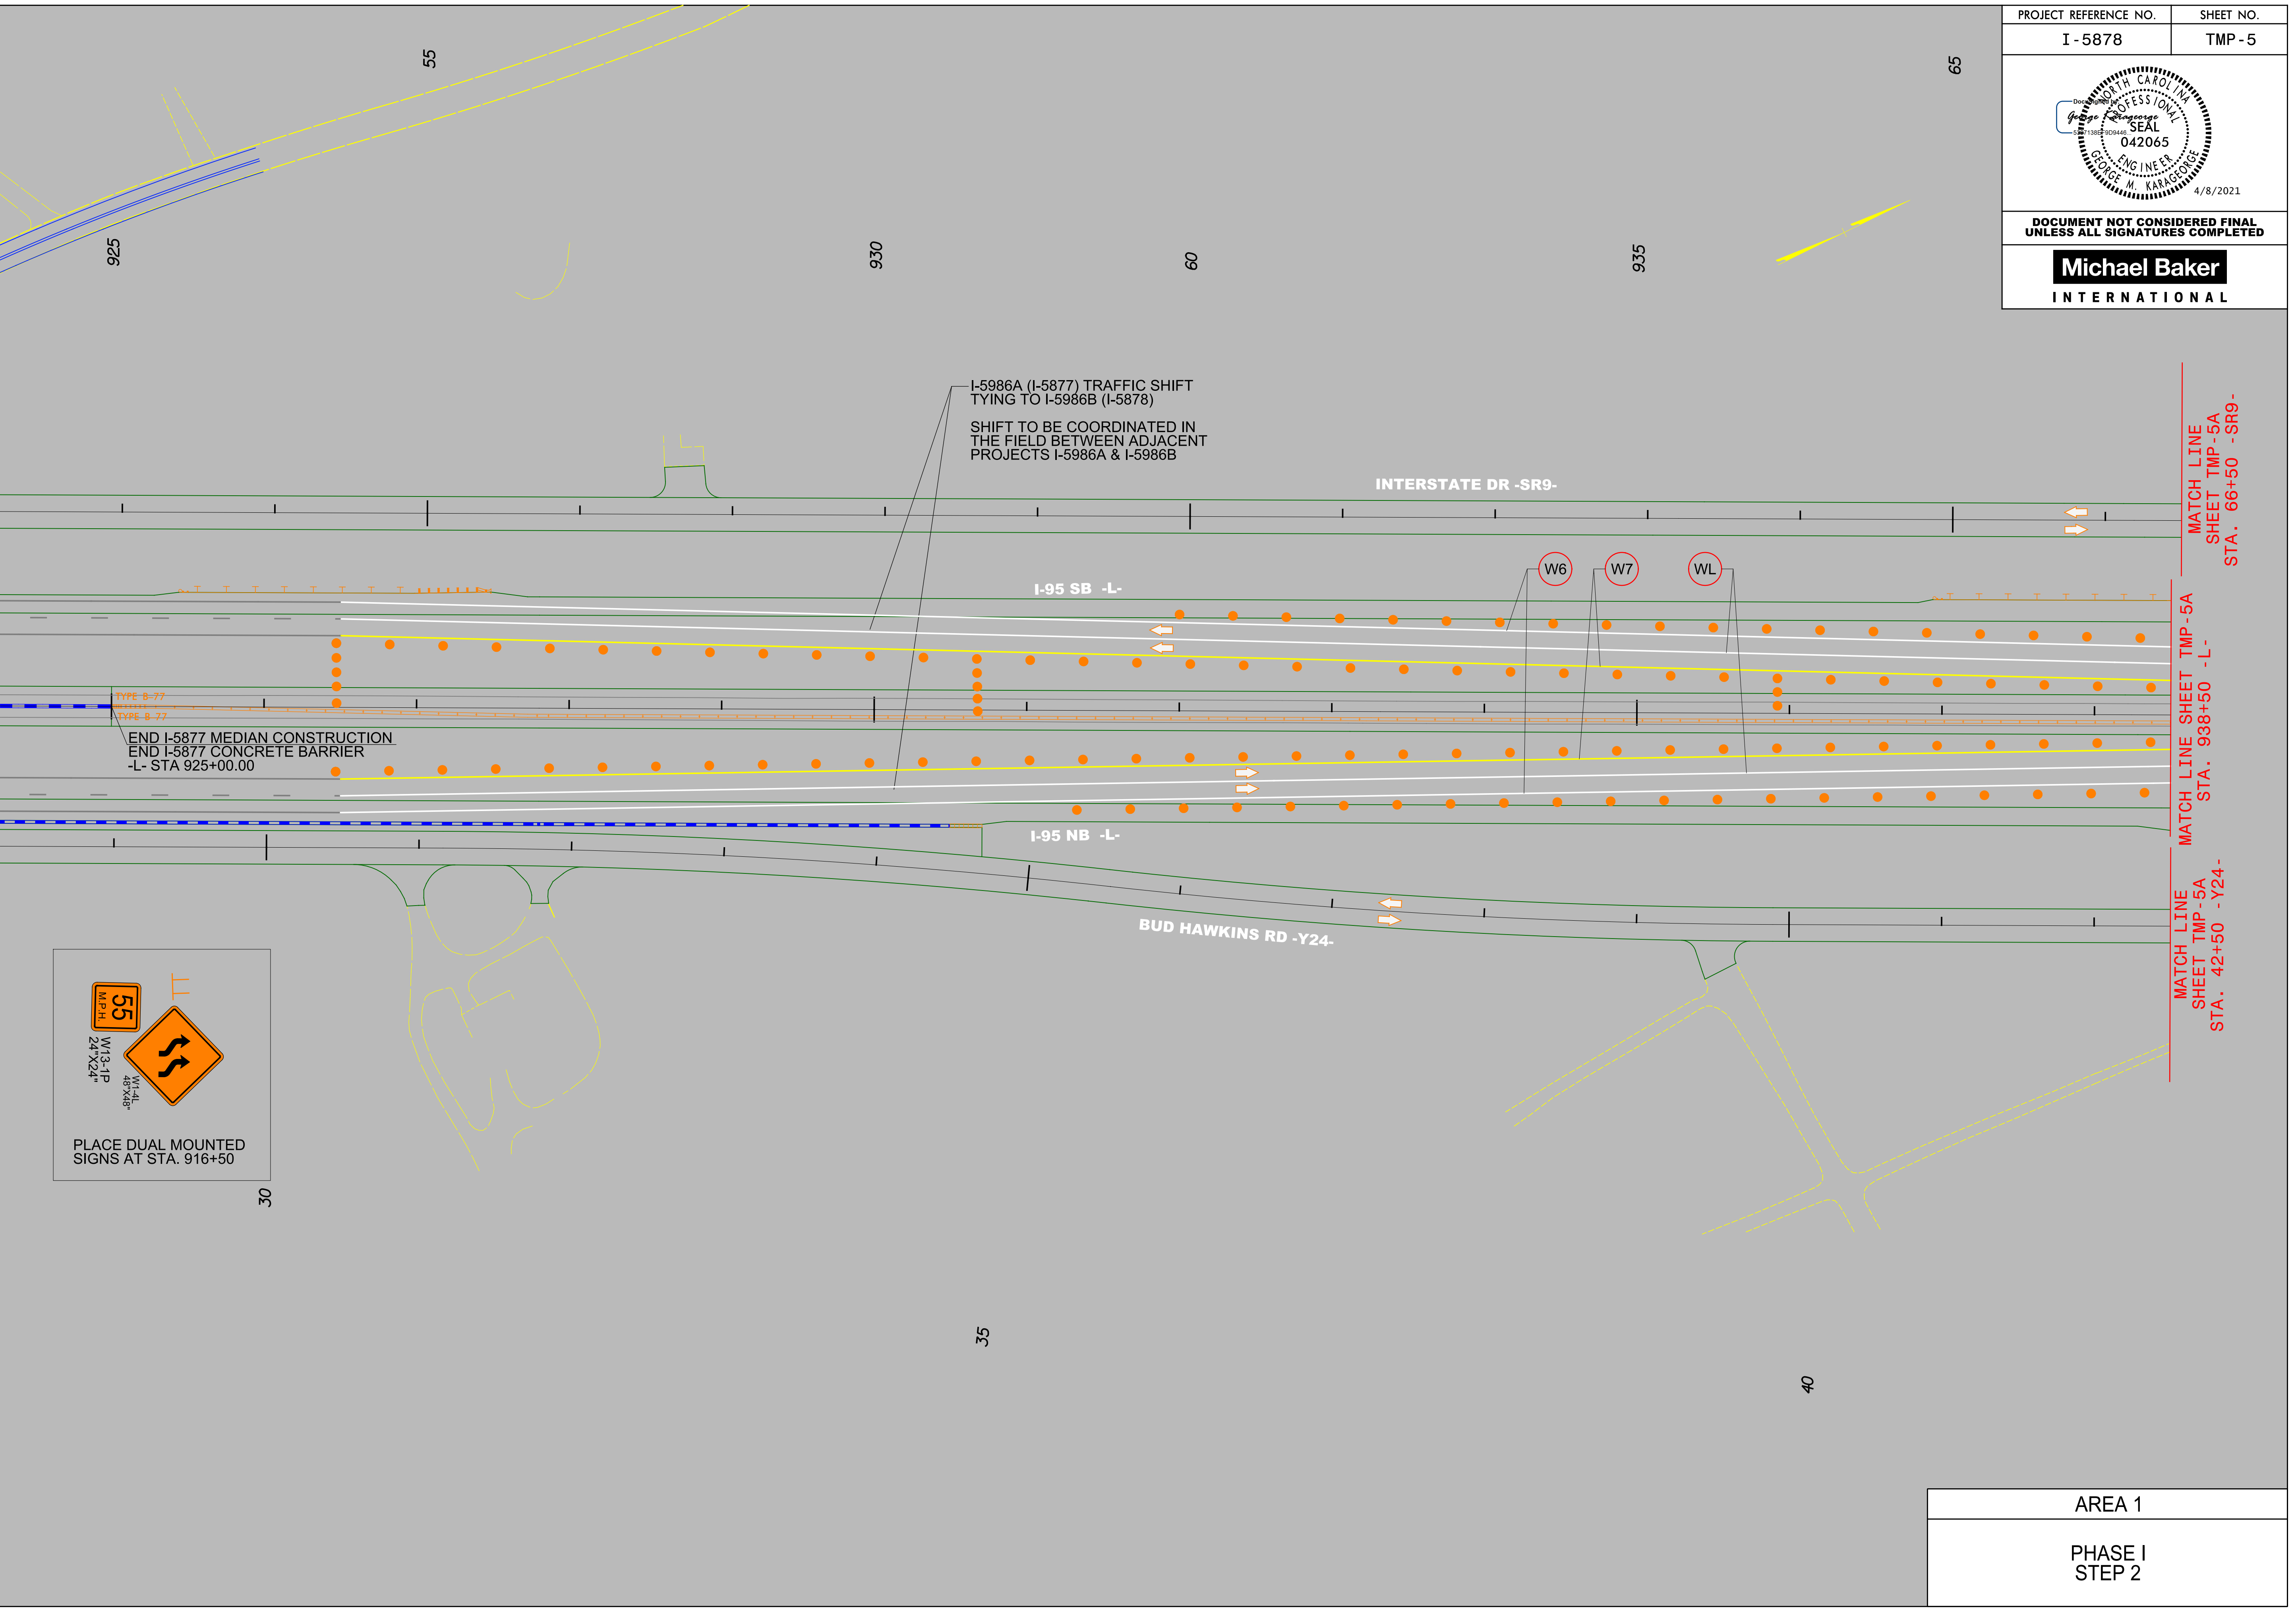 PROJECT REFERENCE NO.
SHEET NO.
I-5878
TMP-5
NORTH CAROLINA
PROFESSIONAL
SEAL
042065
ENGINEER
GEORGE M. KARAGEORGE
George Karageorge
4/8/2021
DOCUMENT NOT CONSIDERED FINAL
UNLESS ALL SIGNATURES COMPLETED
Michael Baker
INTERNATIONAL
55
65
925
930
60
935
I-5986A (I-5877) TRAFFIC SHIFT
TYING TO I-5986B (I-5878)
SHIFT TO BE COORDINATED IN
THE FIELD BETWEEN ADJACENT
PROJECTS I-5986A & I-5986B
INTERSTATE DR -SR9-
MATCH LINE
SHEET TMP-5A
STA. 66+50 -SR9-
W6
W7
WL
I-95 SB -L-
TYPE B-77
TYPE B-77
END I-5877 MEDIAN CONSTRUCTION
END I-5877 CONCRETE BARRIER
-L- STA 925+00.00
MATCH LINE SHEET TMP-5A
STA. 938+50 -L-
I-95 NB -L-
BUD HAWKINS RD -Y24-
MATCH LINE
SHEET TMP-5A
STA. 42+50 -Y24-
55
M.P.H.
W13-1P
24"X24"
W1-4L
48"X48"
PLACE DUAL MOUNTED
SIGNS AT STA. 916+50
30
35
40
AREA 1
PHASE I
STEP 2